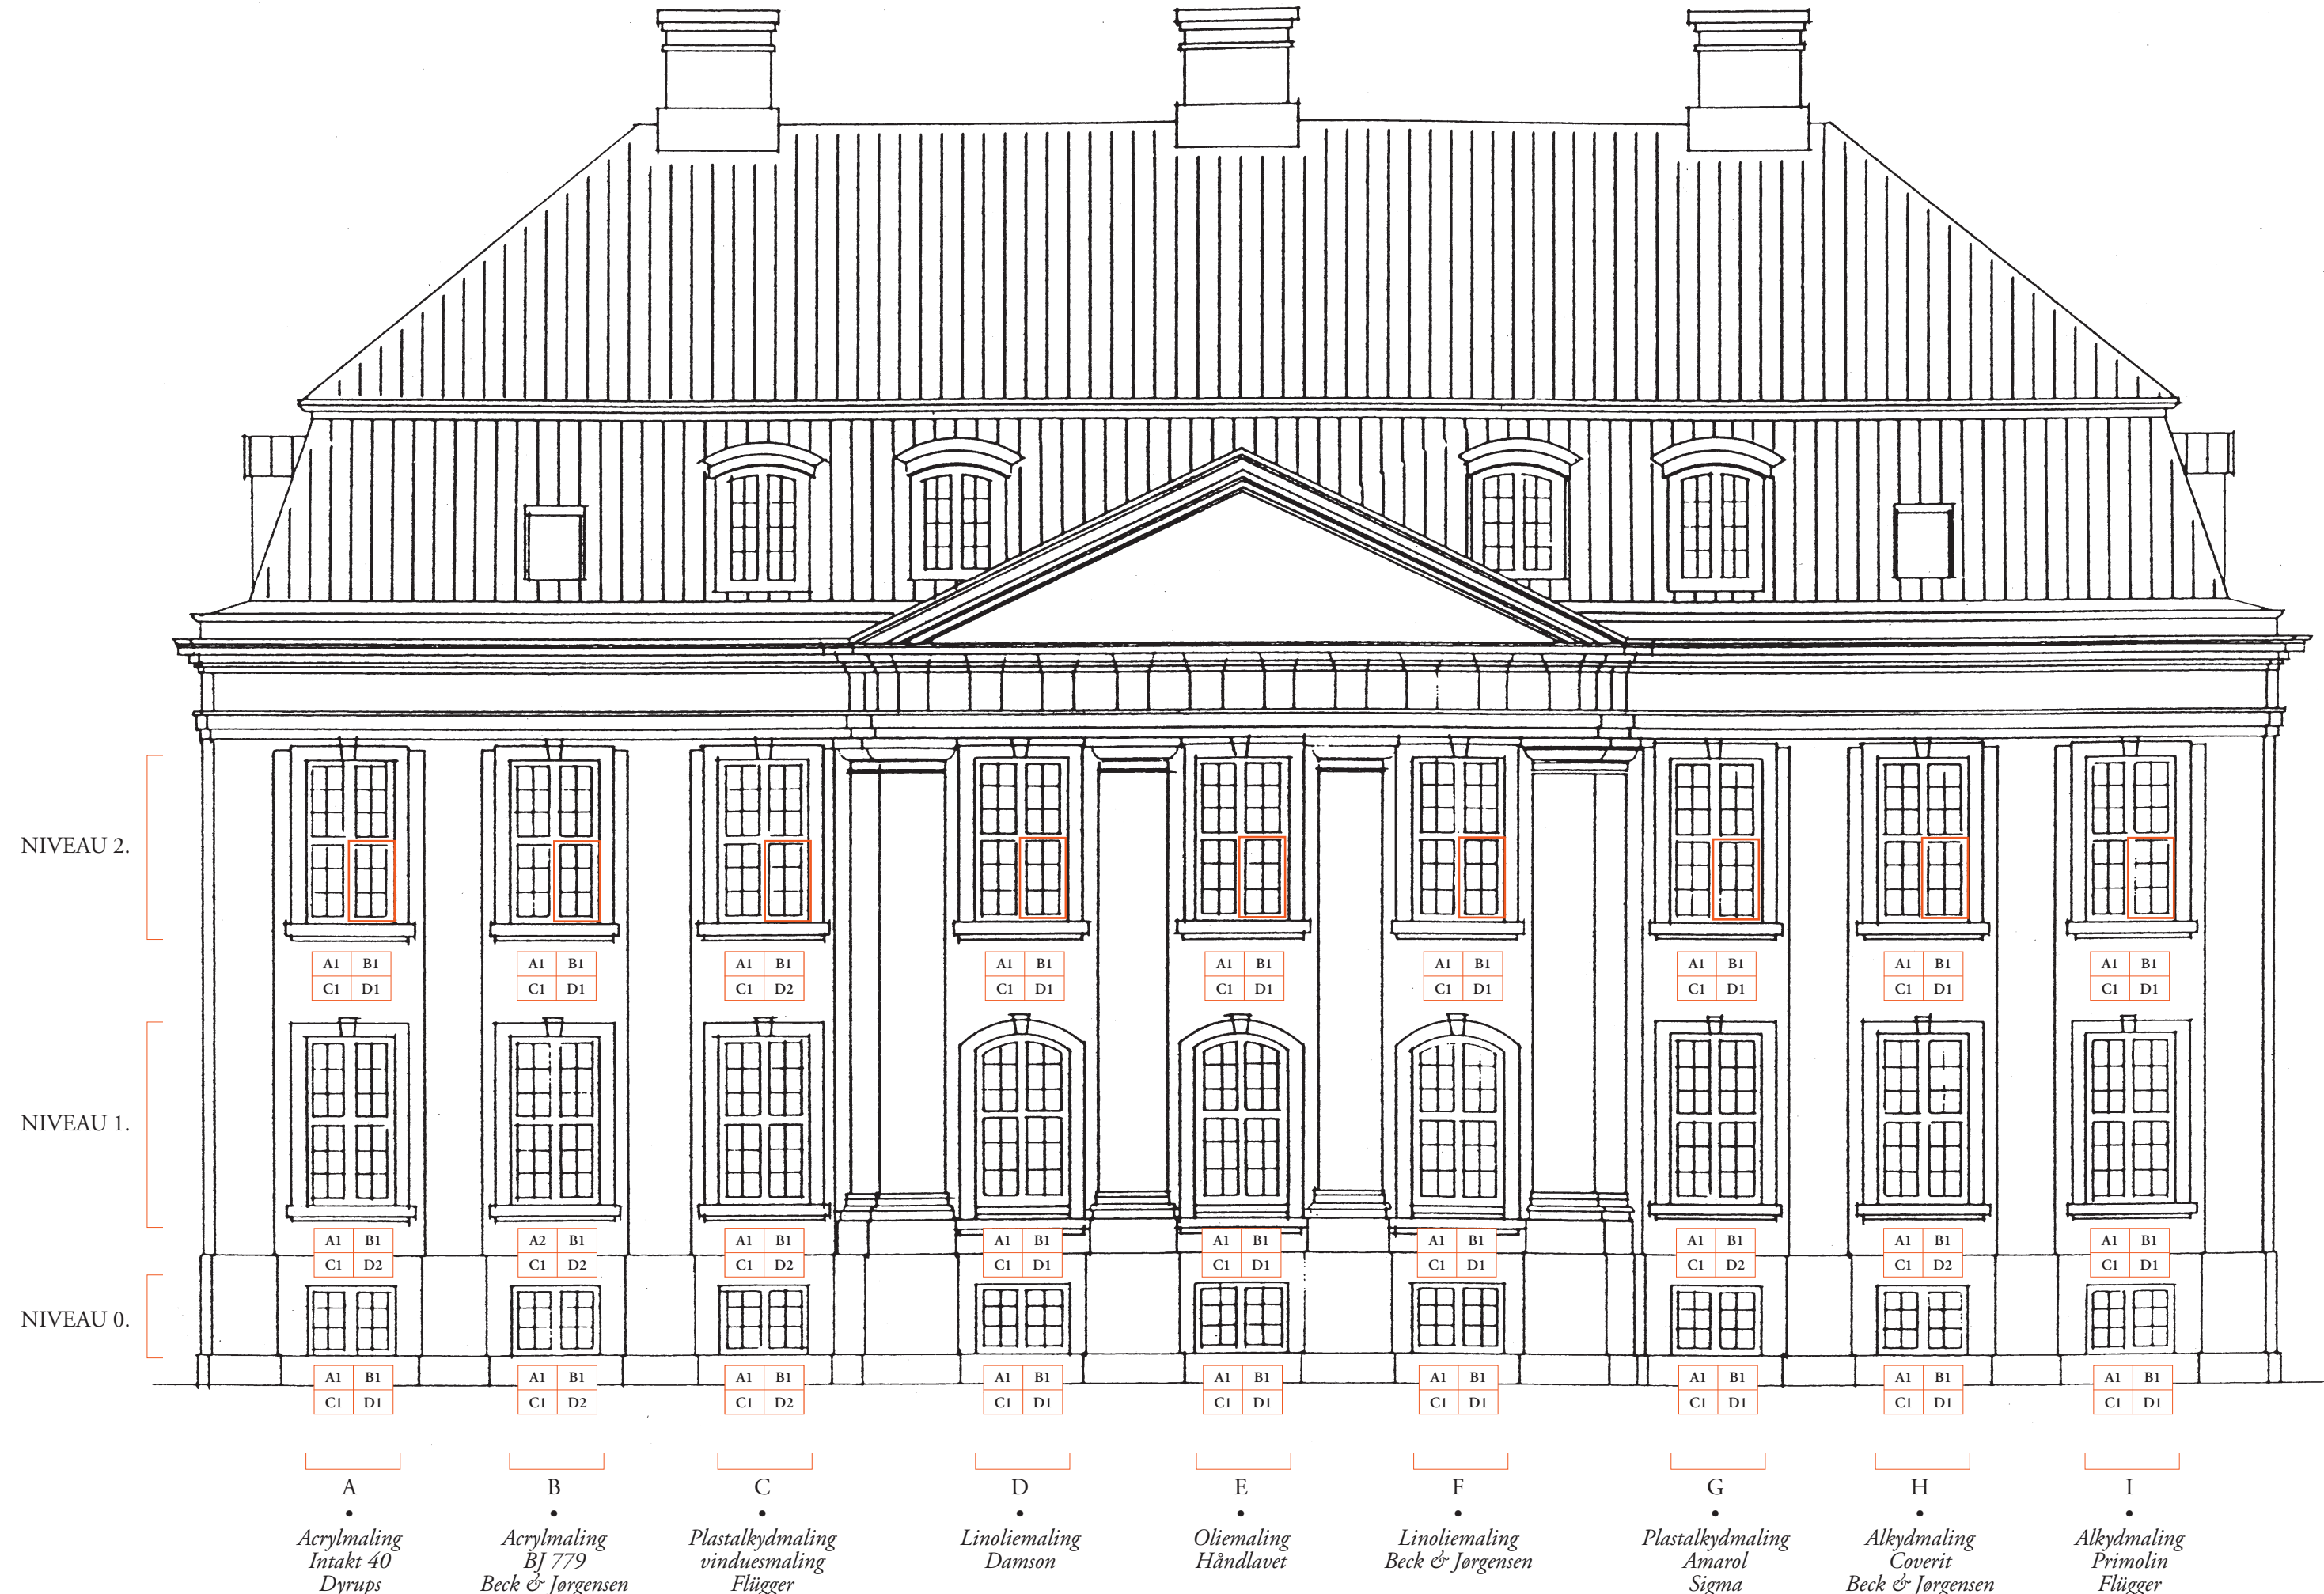 NIVEAU 2.
A1 B1 A1 B1 A1 B1 A1 B1 A1 B1 A1 B1 A1 B1 A1 B1 A1 B1
C1 D1 C1 D1 C1 D2 C1 D1 C1 D1 C1 D1 C1 D1 C1 D1 C1 D1
NIVEAU 1.
A1 B1 A2 B1 A1 B1 A1 B1 A1 B1 A1 B1 A1 B1 A1 B1 A1 B1
C1 D2 C1 D2 C1 D2 C1 D1 C1 D1 C1 D1 C1 D2 C1 D2 C1 D1
NIVEAU 0.
A1 B1 A1 B1 A1 B1 A1 B1 A1 B1 A1 B1 A1 B1 A1 B1 A1 B1
C1 D1 C1 D2 C1 D2 C1 D1 C1 D1 C1 D1 C1 D1 C1 D1 C1 D1
A
•
Acrylmaling
Intakt 40
Dyrups
B
•
Acrylmaling
BJ 779
Beck & Jørgensen
C
•
Plastalkydmaling
vinduesmaling
Flügger
D
•
Linoliemaling
Damson
E
•
Oliemaling
Håndlavet
F
•
Linoliemaling
Beck & Jørgensen
G
•
Plastalkydmaling
Amarol
Sigma
H
•
Alkydmaling
Coverit
Beck & Jørgensen
I
•
Alkydmaling
Primolin
Flügger